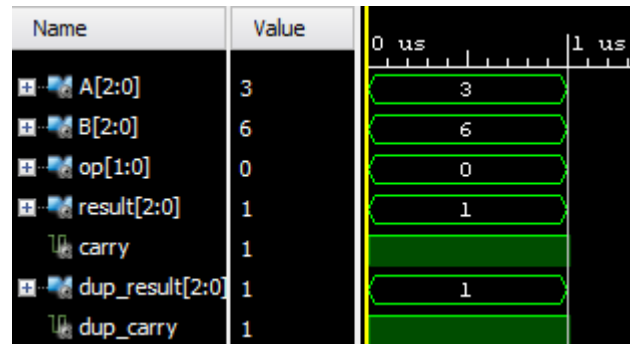 Name Value 0 us 1 us
A[2:0] 3 3
B[2:0] 6 6
op[1:0] 0 0
result[2:0] 1 1
carry 1
dup_result[2:0] 1 1
dup_carry 1